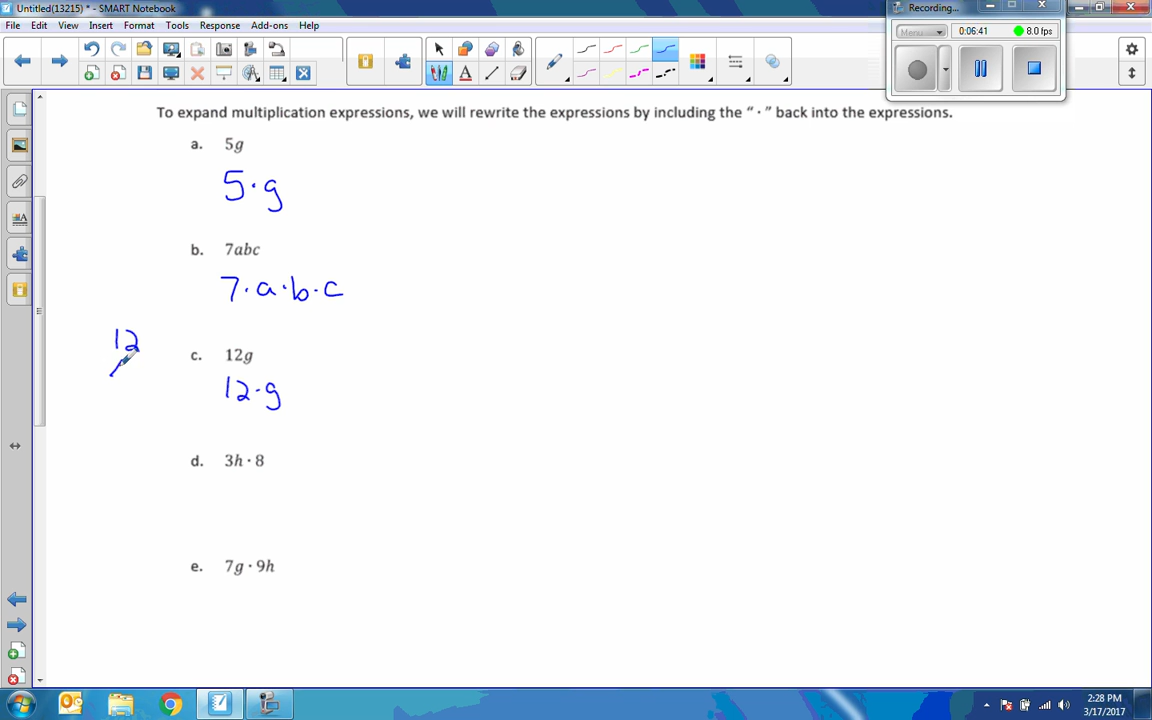 Untitled(13215) * - SMART Notebook
Recording...
File Edit View Insert Format Tools Response Add-ons Help
Menu 0:06:41 8.0 fps
To expand multiplication expressions, we will rewrite the expressions by including the “ · ” back into the expressions.
a. 5g
5 · g
b. 7abc
7 · a · b · c
12
c. 12g
12 · g
d. 3h · 8
e. 7g · 9h
2:28 PM
3/17/2017